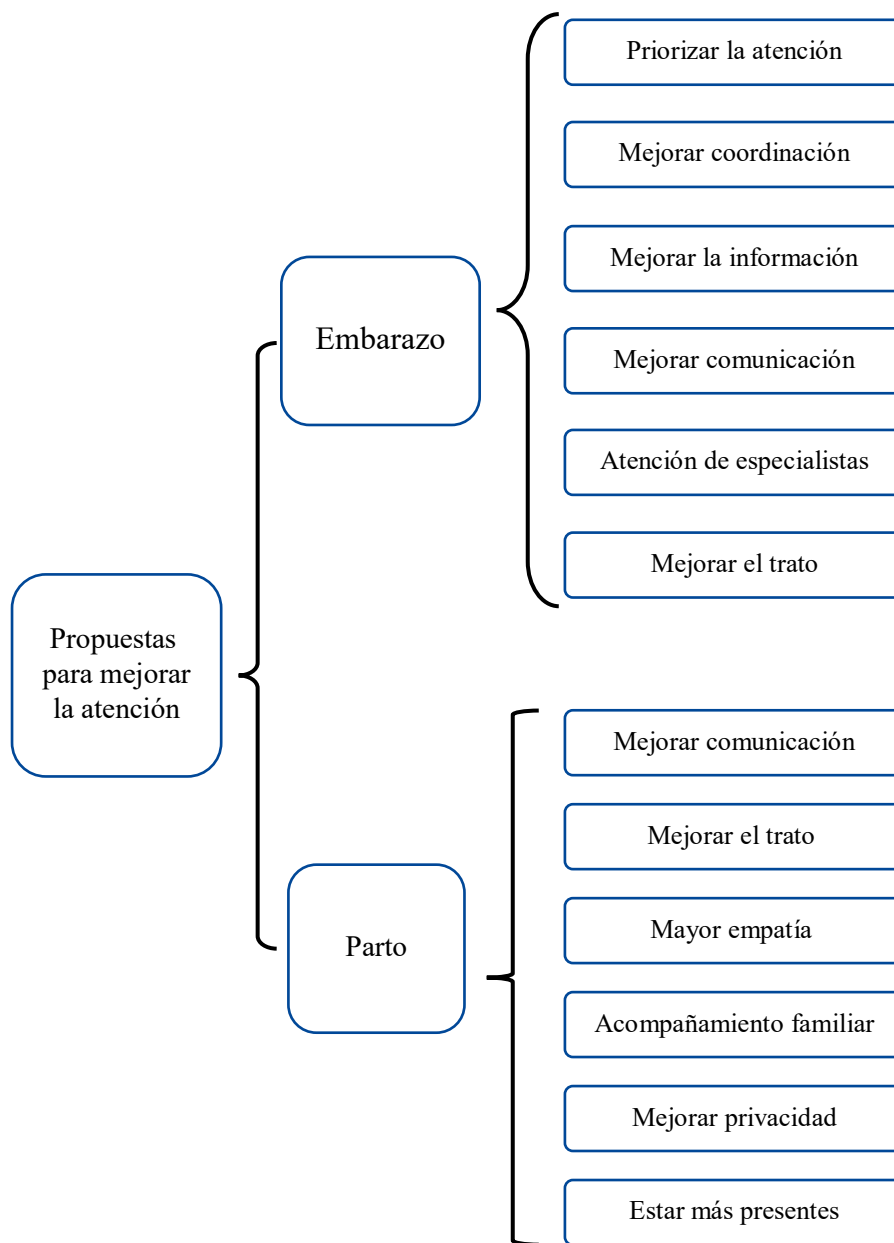 Propuestas
para mejorar
la atención
Embarazo
Priorizar la atención
Mejorar coordinación
Mejorar la información
Mejorar comunicación
Atención de especialistas
Mejorar el trato
Parto
Mejorar comunicación
Mejorar el trato
Mayor empatía
Acompañamiento familiar
Mejorar privacidad
Estar más presentes